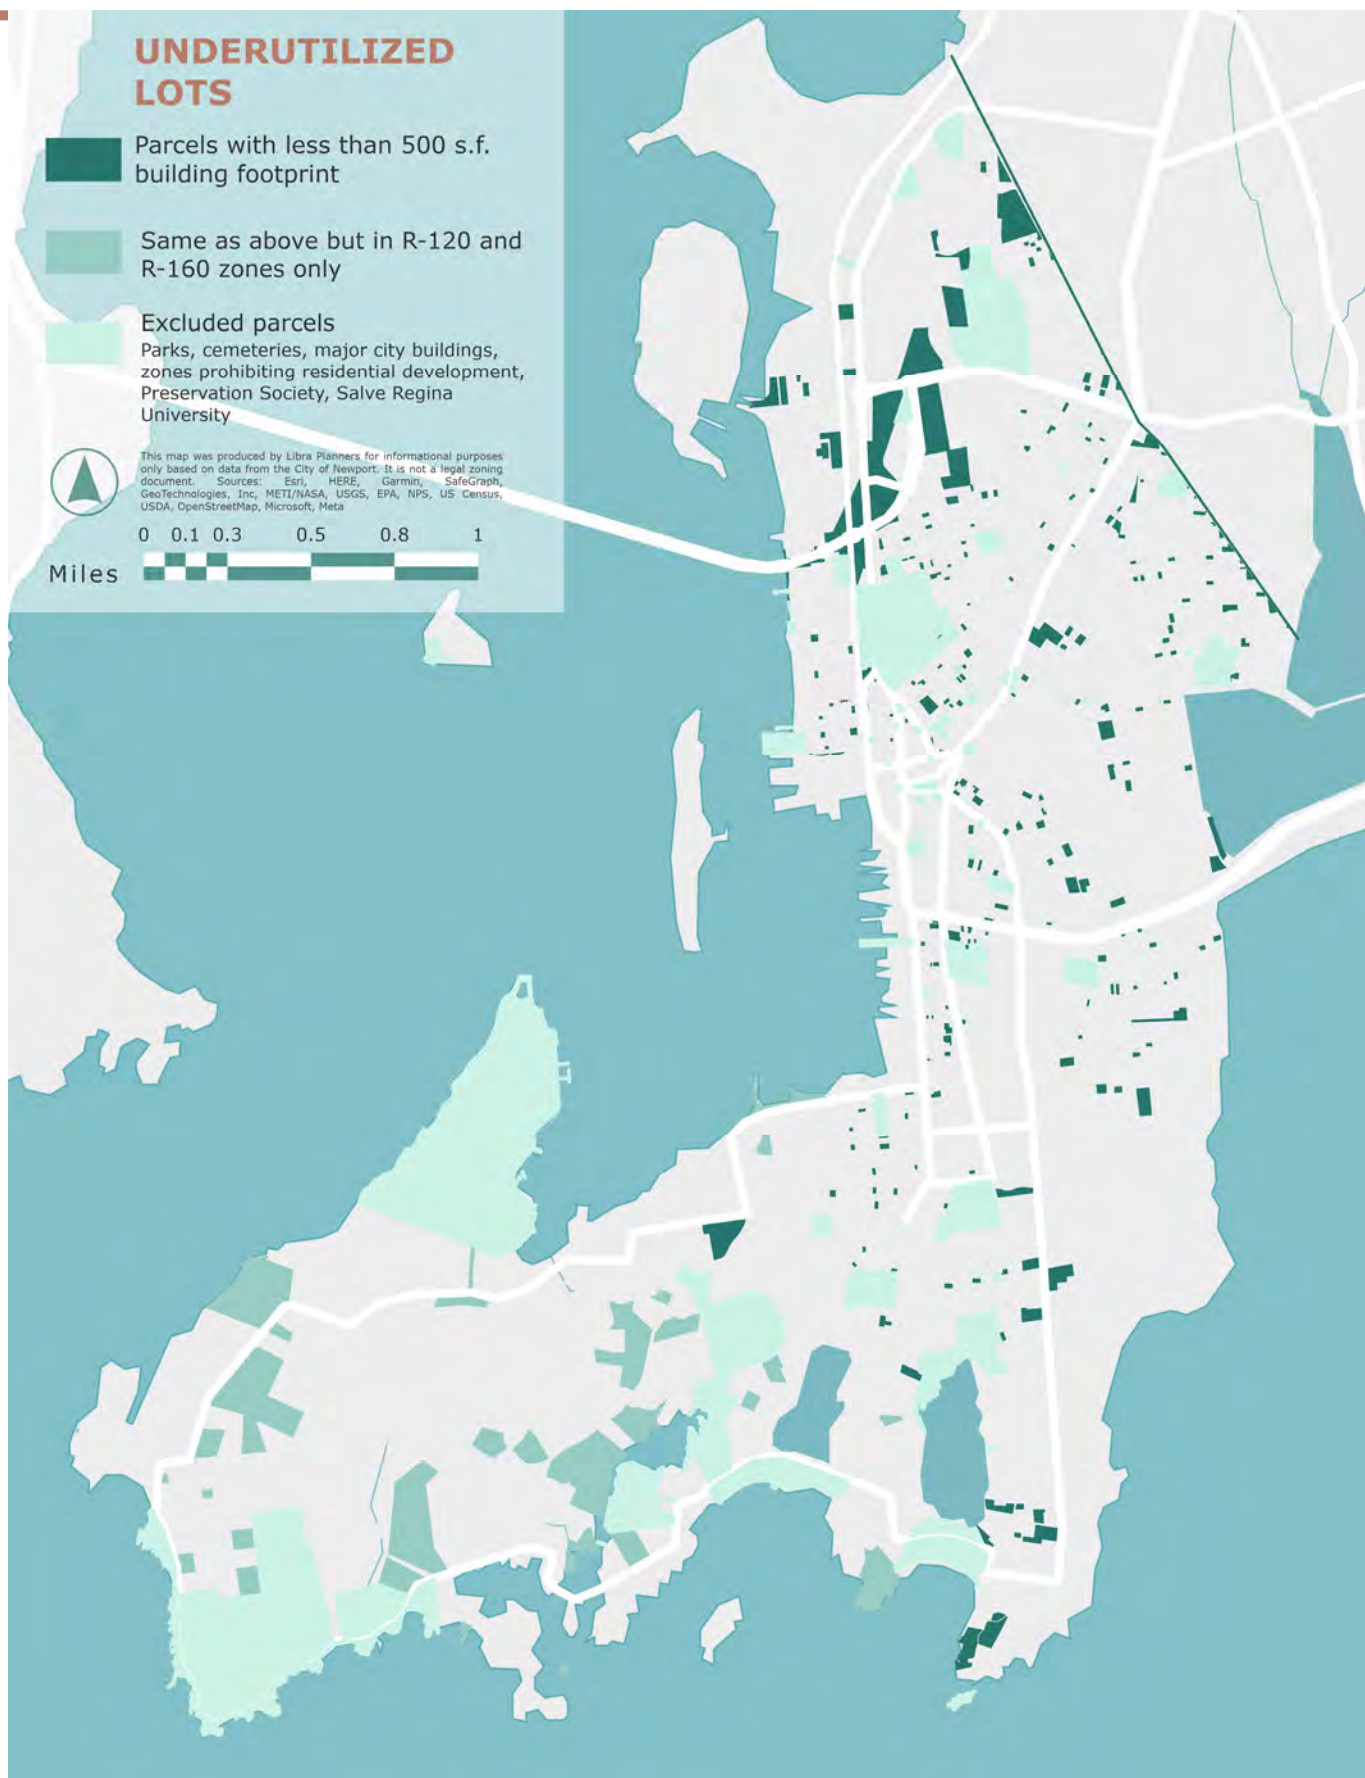 UNDERUTILIZED
LOTS
Parcels with less than 500 s.f.
building footprint
Same as above but in R-120 and
R-160 zones only
Excluded parcels
Parks, cemeteries, major city buildings,
zones prohibiting residential development,
Preservation Society, Salve Regina
University
This map was produced by Libra Planners for informational purposes
only based on data from the City of Newport. It is not a legal zoning
document. Sources: Esri, HERE, Garmin, SafeGraph,
GeoTechnologies, Inc, METI/NASA, USGS, EPA, NPS, US Census,
USDA, OpenStreetMap, Microsoft, Meta
0 0.1 0.3 0.5 0.8 1
Miles